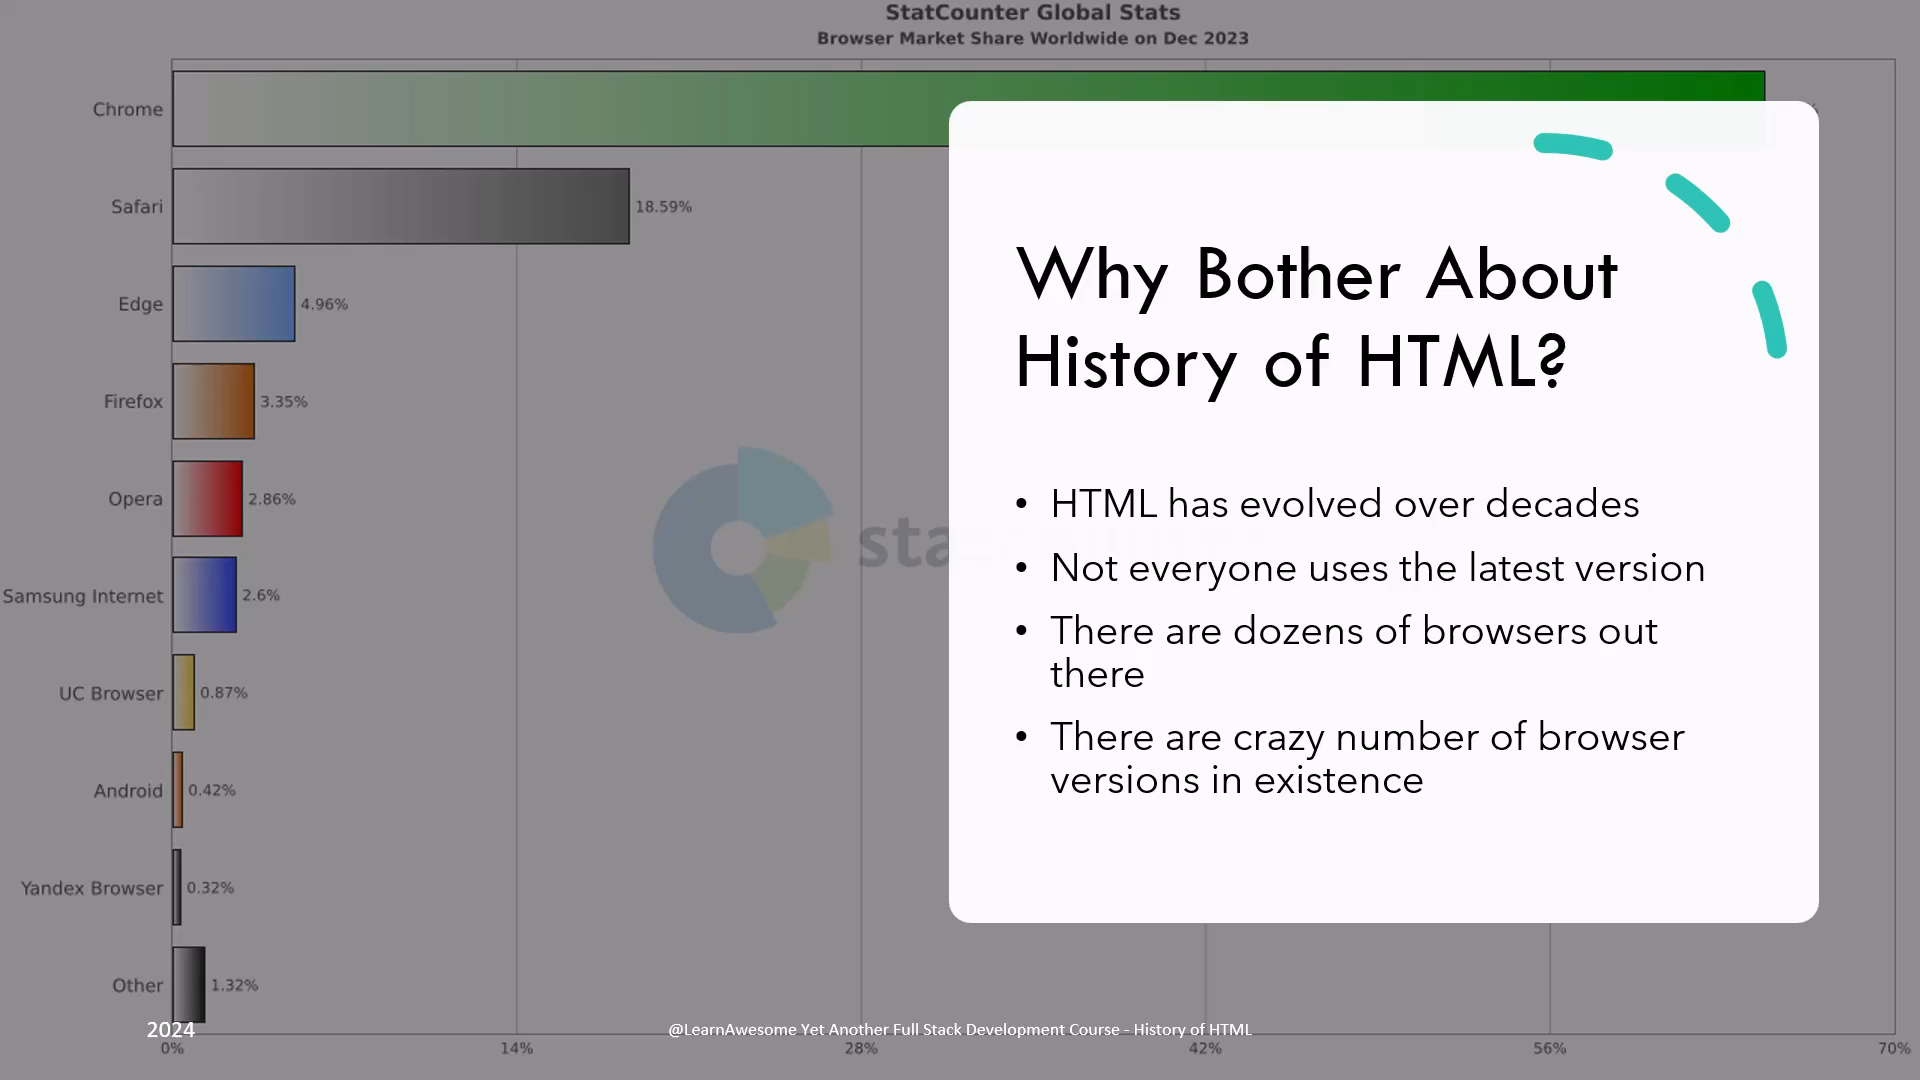 StatCounter Global Stats
Browser Market Share Worldwide on Dec 2023
Chrome
Safari
18.59%
Edge
4.96%
Firefox
3.35%
Opera
2.86%
Samsung Internet
2.6%
UC Browser
0.87%
Android
0.42%
Yandex Browser
0.32%
Other
1.32%
0%
14%
28%
42%
56%
70%
Why Bother About
History of HTML?
• HTML has evolved over decades
• Not everyone uses the latest version
• There are dozens of browsers out
there
• There are crazy number of browser
versions in existence
2024
@LearnAwesome Yet Another Full Stack Development Course - History of HTML